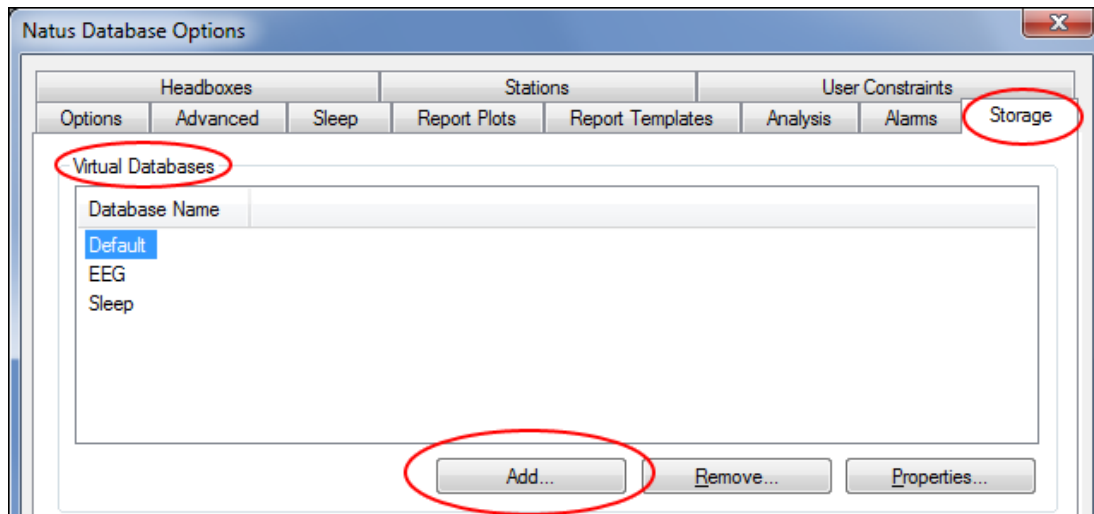 Natus Database Options
Headboxes Stations User Constraints
Options Advanced Sleep Report Plots Report Templates Analysis Alarms Storage
Virtual Databases
Database Name
Default
EEG
Sleep
Add... Remove... Properties...